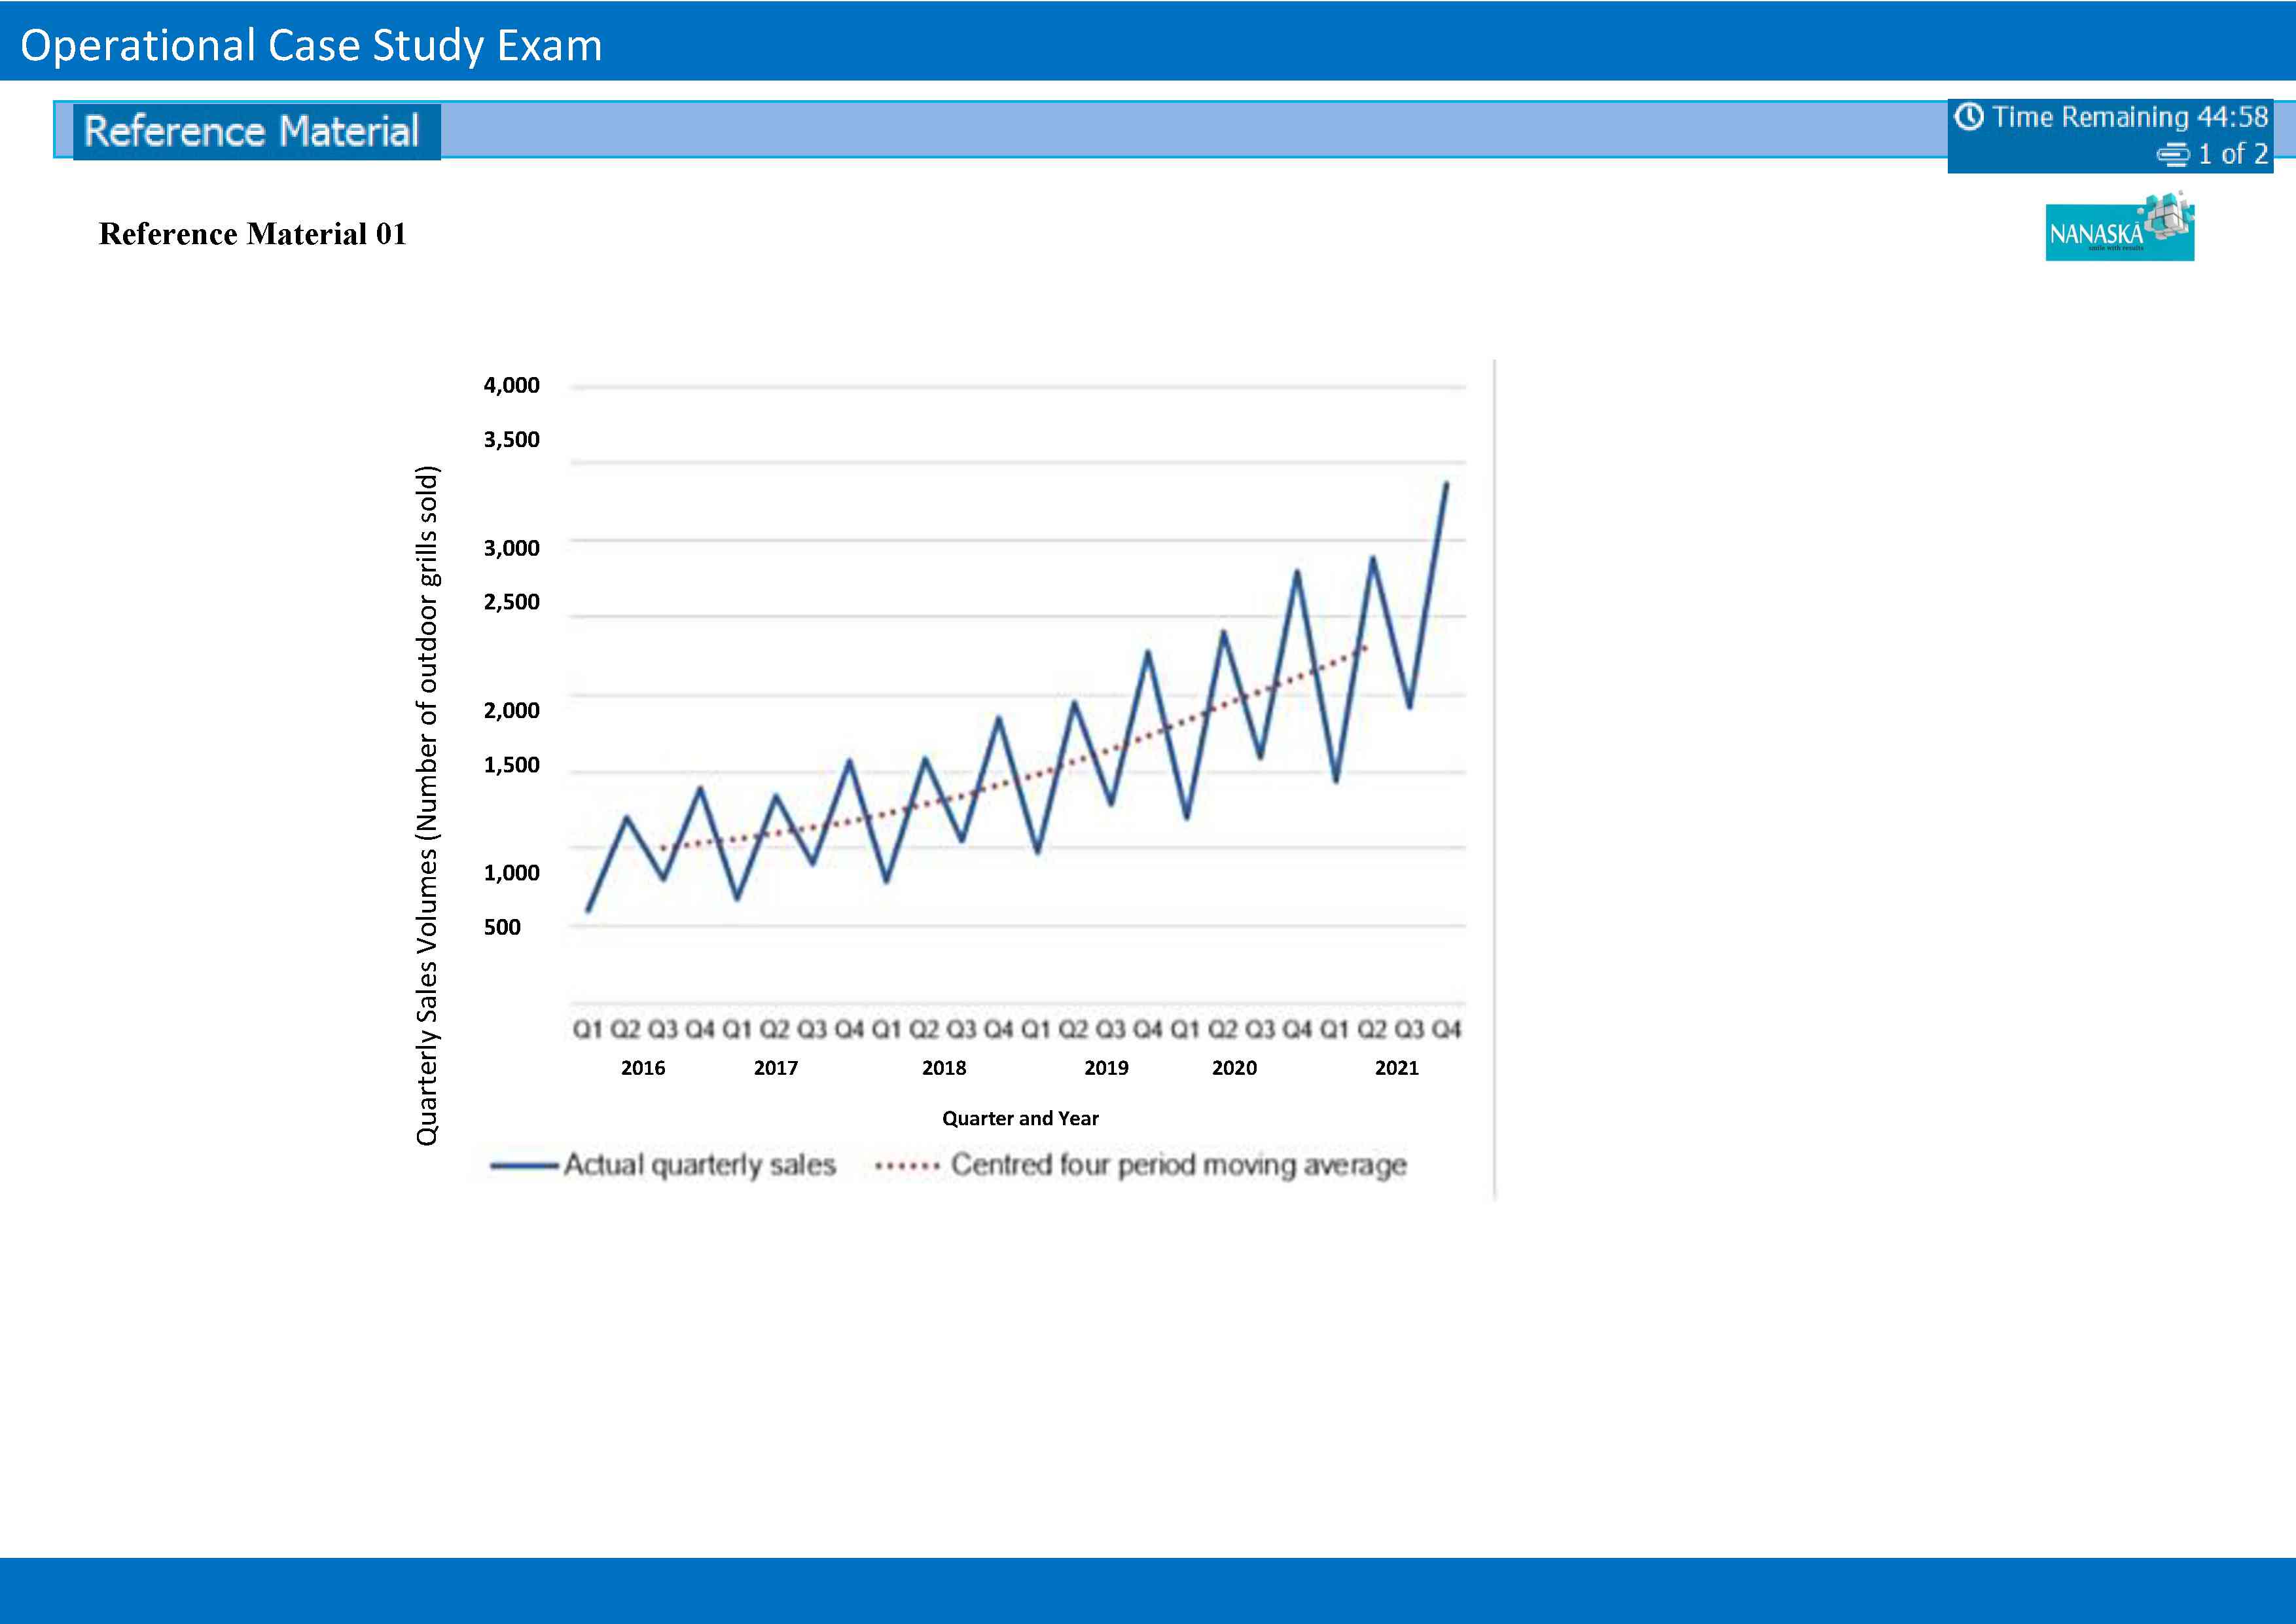 Operational Case Study Exam
Reference Material
Time Remaining 44:58
1 of 2
Reference Material 01
NANASKA
smile with results
Quarterly Sales Volumes (Number of outdoor grills sold)
4,000
3,500
3,000
2,500
2,000
1,500
1,000
500
Q1 Q2 Q3 Q4 Q1 Q2 Q3 Q4 Q1 Q2 Q3 Q4 Q1 Q2 Q3 Q4 Q1 Q2 Q3 Q4 Q1 Q2 Q3 Q4
2016 2017 2018 2019 2020 2021
Quarter and Year
Actual quarterly sales Centred four period moving average